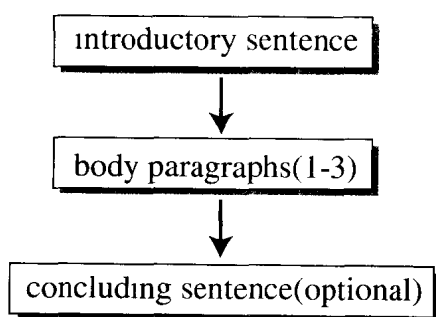 introductory sentence
body paragraphs(1-3)
concluding sentence(optional)